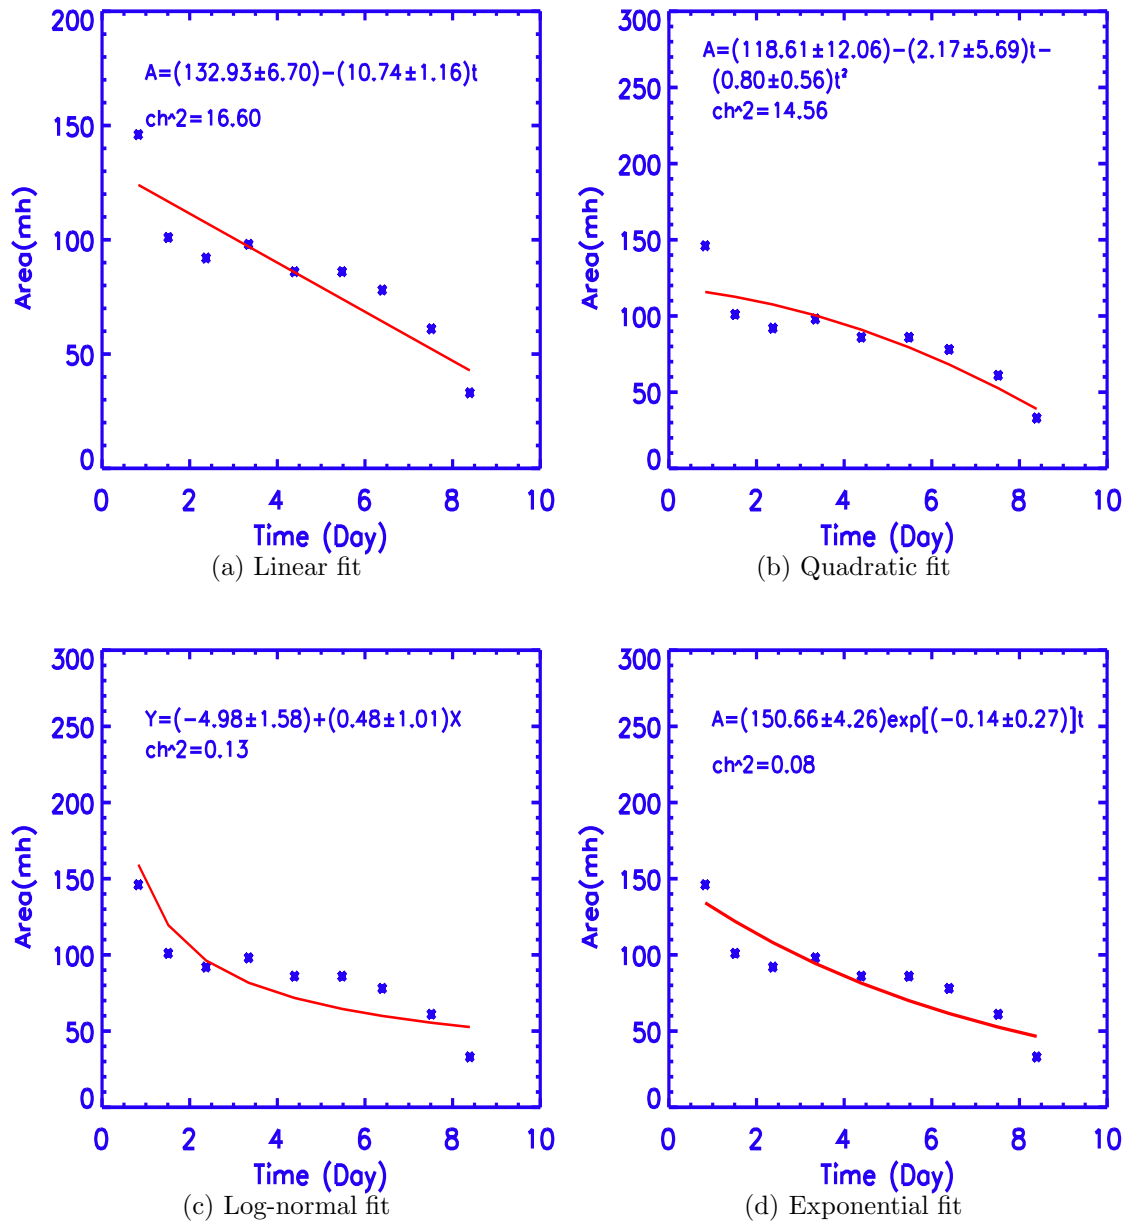 A=(132.93±6.70)−(10.74±1.16)t
ch^2=16.60
200
150
100
50
0
Area(mh)
0 2 4 6 8 10
Time (Day)
(a) Linear fit
A=(118.61±12.06)−(2.17±5.69)t−
(0.80±0.56)t²
ch^2=14.56
300
250
200
150
100
50
0
Area(mh)
0 2 4 6 8 10
Time (Day)
(b) Quadratic fit
Y=(−4.98±1.58)+(0.48±1.01)X
ch^2=0.13
300
250
200
150
100
50
0
Area(mh)
0 2 4 6 8 10
Time (Day)
(c) Log-normal fit
A=(150.66±4.26)exp[(−0.14±0.27)]t
ch^2=0.08
300
250
200
150
100
50
0
Area(mh)
0 2 4 6 8 10
Time (Day)
(d) Exponential fit